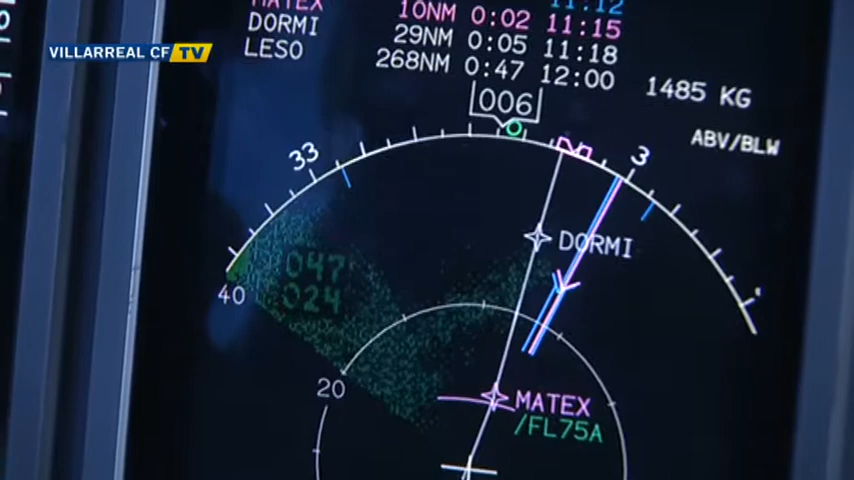 VILLARREAL CF TV
MATEX 10NM 0:02 11:15
DORMI 29NM 0:05 11:18
LESO 268NM 0:47 12:00
11:12
1485 KG
006
ABV/BLW
33
3
DORMI
047
024
40
20
MATEX
/FL75A